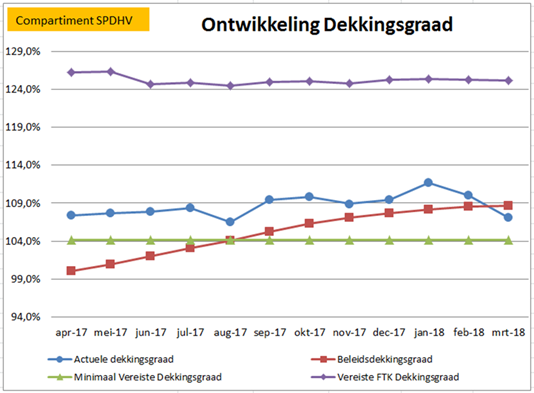 Compartiment SPDHV
Ontwikkeling Dekkingsgraad
129,0%
124,0%
119,0%
114,0%
109,0%
104,0%
99,0%
94,0%
apr-17 mei-17 jun-17 jul-17 aug-17 sep-17 okt-17 nov-17 dec-17 jan-18 feb-18 mrt-18
Actuele dekkingsgraad Beleidsdekkingsgraad
Minimaal Vereiste Dekkingsgraad Vereiste FTK Dekkingsgraad